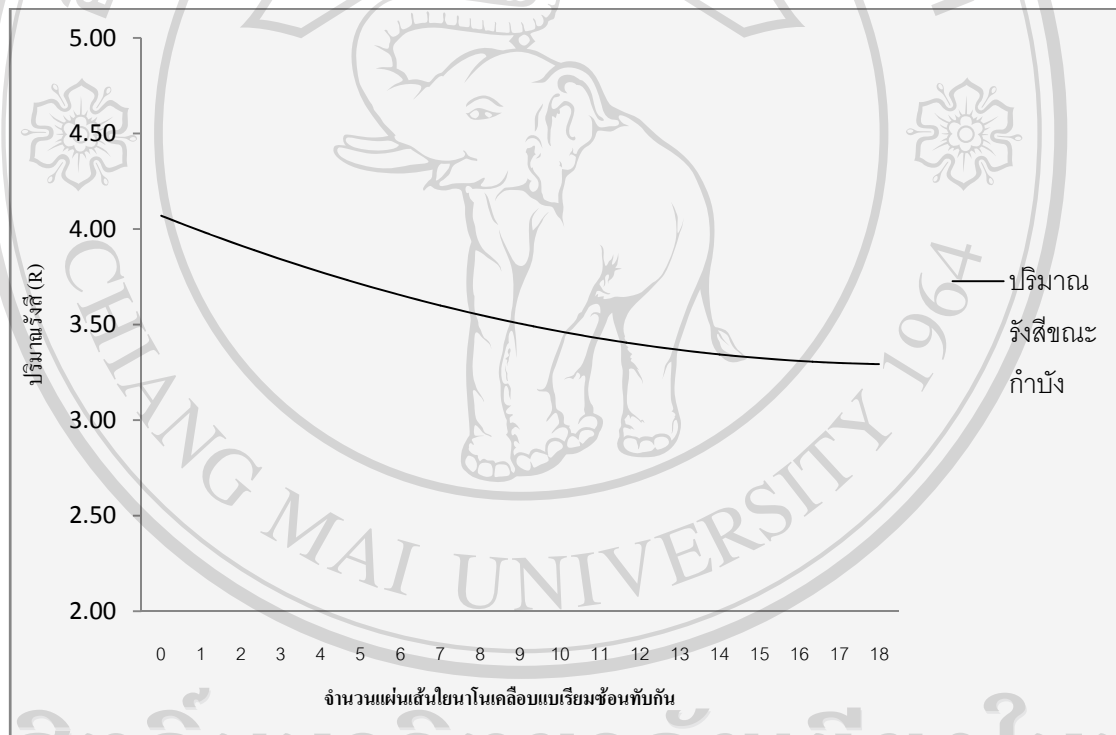 5.00
4.50
4.00
3.50
3.00
2.50
2.00
ปริมาณรังสี (R)
0 1 2 3 4 5 6 7 8 9 10 11 12 13 14 15 16 17 18
จำนวนแผ่นเส้นใยนาโนเคลือบแบเรียมซ้อนทับกัน
ปริมาณ
รังสีขณะ
กำบัง
CHIANG MAI UNIVERSITY 1964